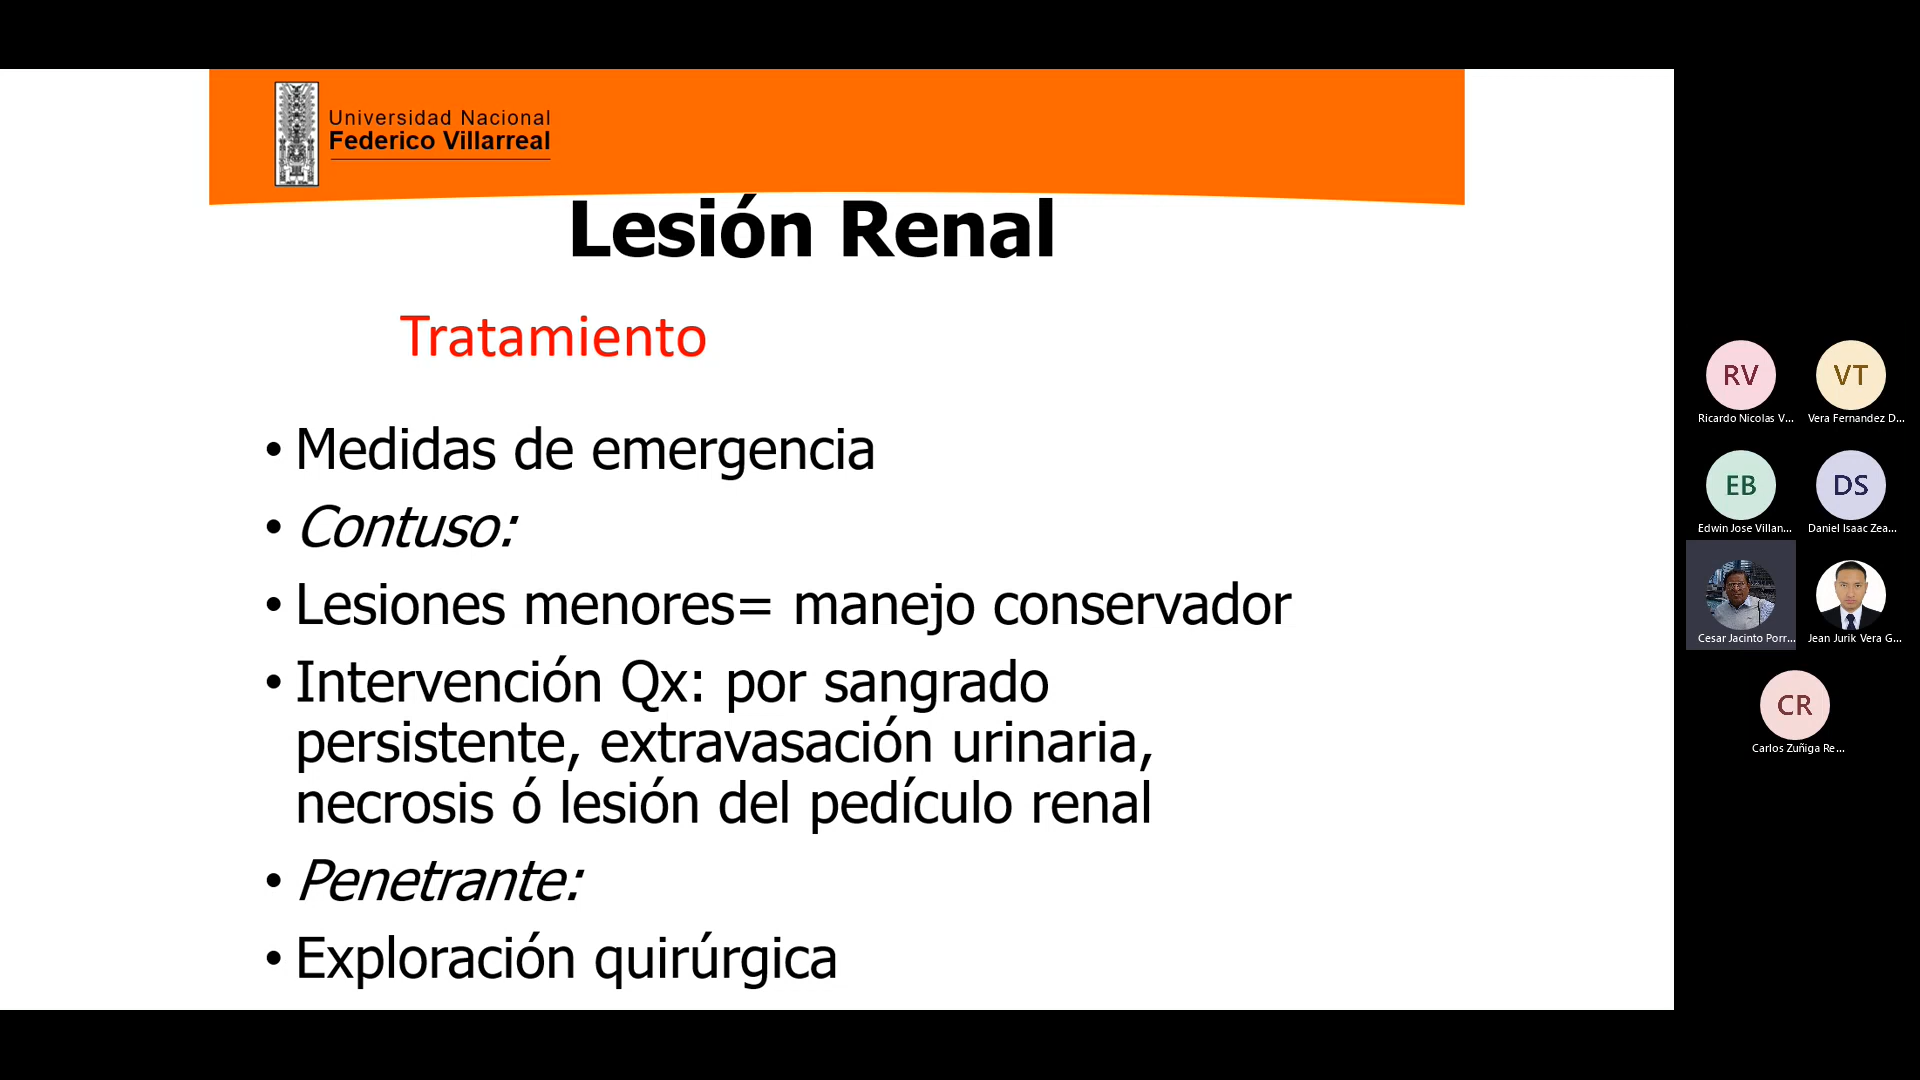 Universidad Nacional
Federico Villarreal
Lesión Renal
Tratamiento
• Medidas de emergencia
• Contuso:
• Lesiones menores= manejo conservador
• Intervención Qx: por sangrado
persistente, extravasación urinaria,
necrosis ó lesión del pedículo renal
• Penetrante:
• Exploración quirúrgica
RV
VT
Ricardo Nicolas V...
Vera Fernandez D...
EB
DS
Edwin Jose Villan...
Daniel Isaac Zea...
Cesar Jacinto Porr...
Jean Jurik Vera G...
CR
Carlos Zuñiga Re...